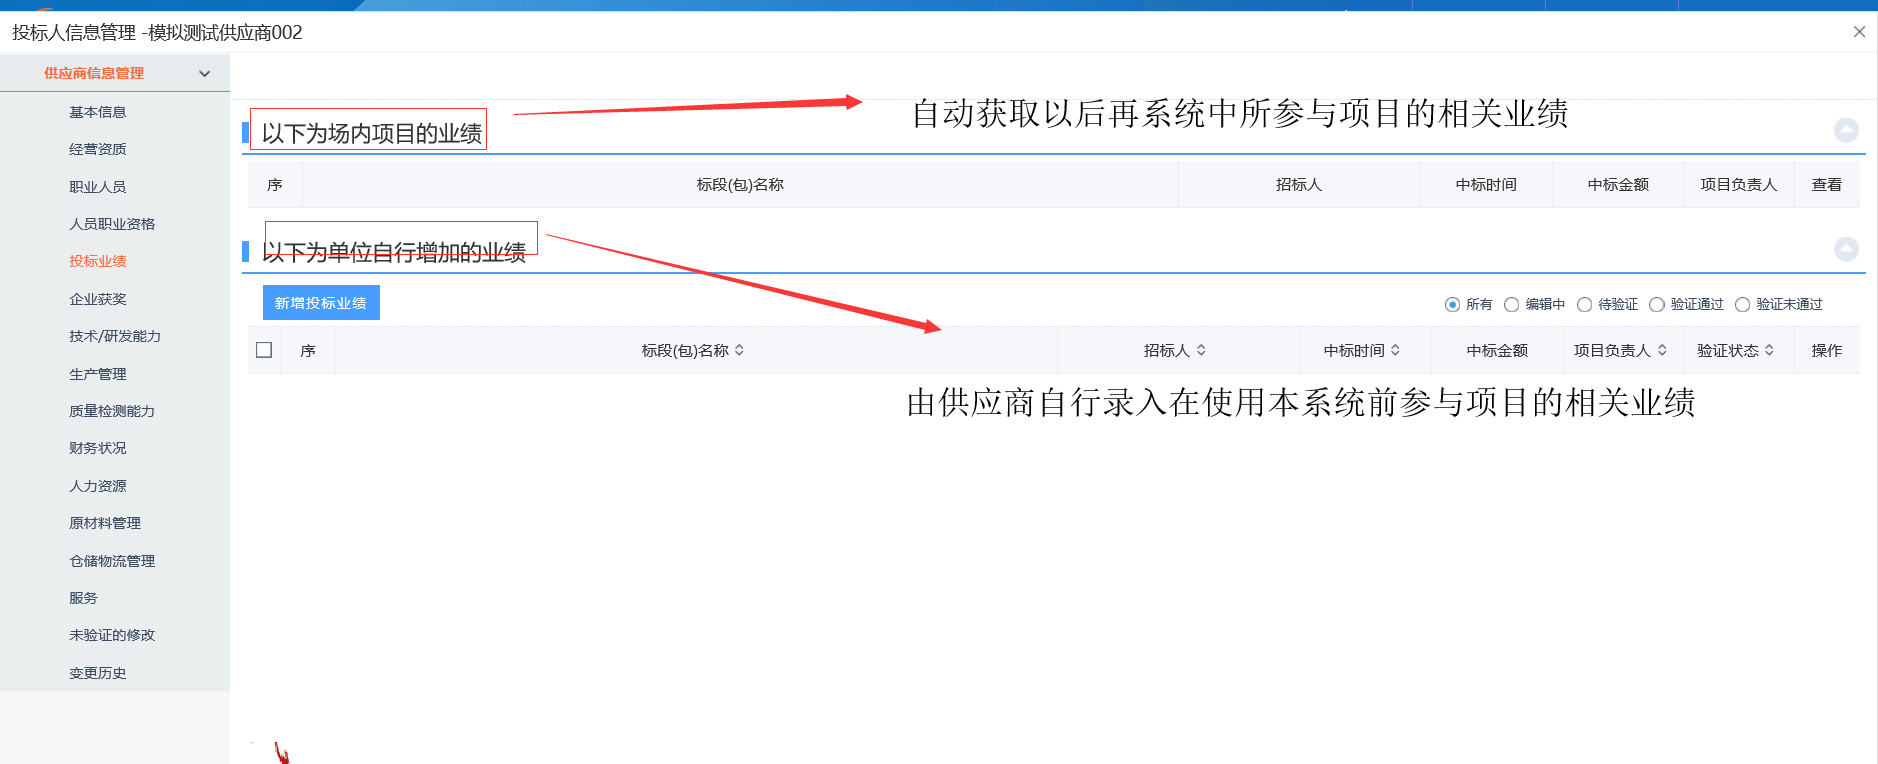 投标人信息管理 -模拟测试供应商002
供应商信息管理
基本信息
经营资质
职业人员
人员职业资格
投标业绩
企业获奖
技术/研发能力
生产管理
质量检测能力
财务状况
人力资源
原材料管理
仓储物流管理
服务
未验证的修改
变更历史
以下为场内项目的业绩
自动获取以后再系统中所参与项目的相关业绩
序 标段(包)名称 招标人 中标时间 中标金额 项目负责人 查看
以下为单位自行增加的业绩
新增投标业绩
所有 编辑中 待验证 验证通过 验证未通过
序 标段(包)名称 招标人 中标时间 中标金额 项目负责人 验证状态 操作
由供应商自行录入在使用本系统前参与项目的相关业绩